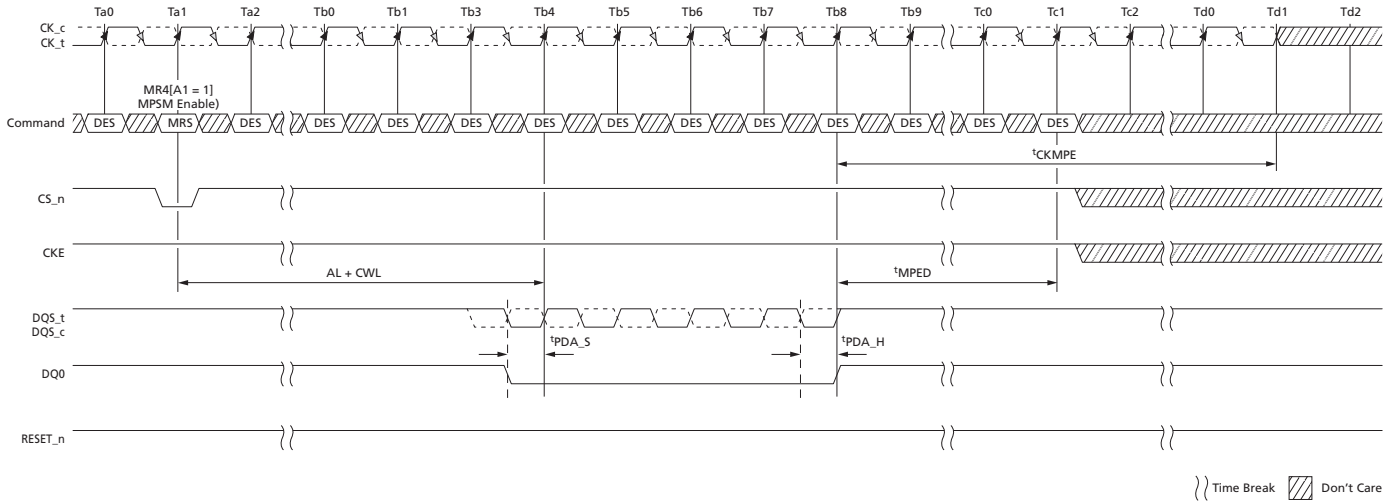 Ta0 Ta1 Ta2 Tb0 Tb1 Tb3 Tb4 Tb5 Tb6 Tb7 Tb8 Tb9 Tc0 Tc1 Tc2 Td0 Td1 Td2
CK_c
CK_t
MR4[A1 = 1]
MPSM Enable)
Command DES MRS DES DES DES DES DES DES DES DES DES DES DES DES
tCKMPE
CS_n
CKE
AL + CWL tMPED
DQS_t
DQS_c
tPDA_S tPDA_H
DQ0
RESET_n
Time Break Don't Care